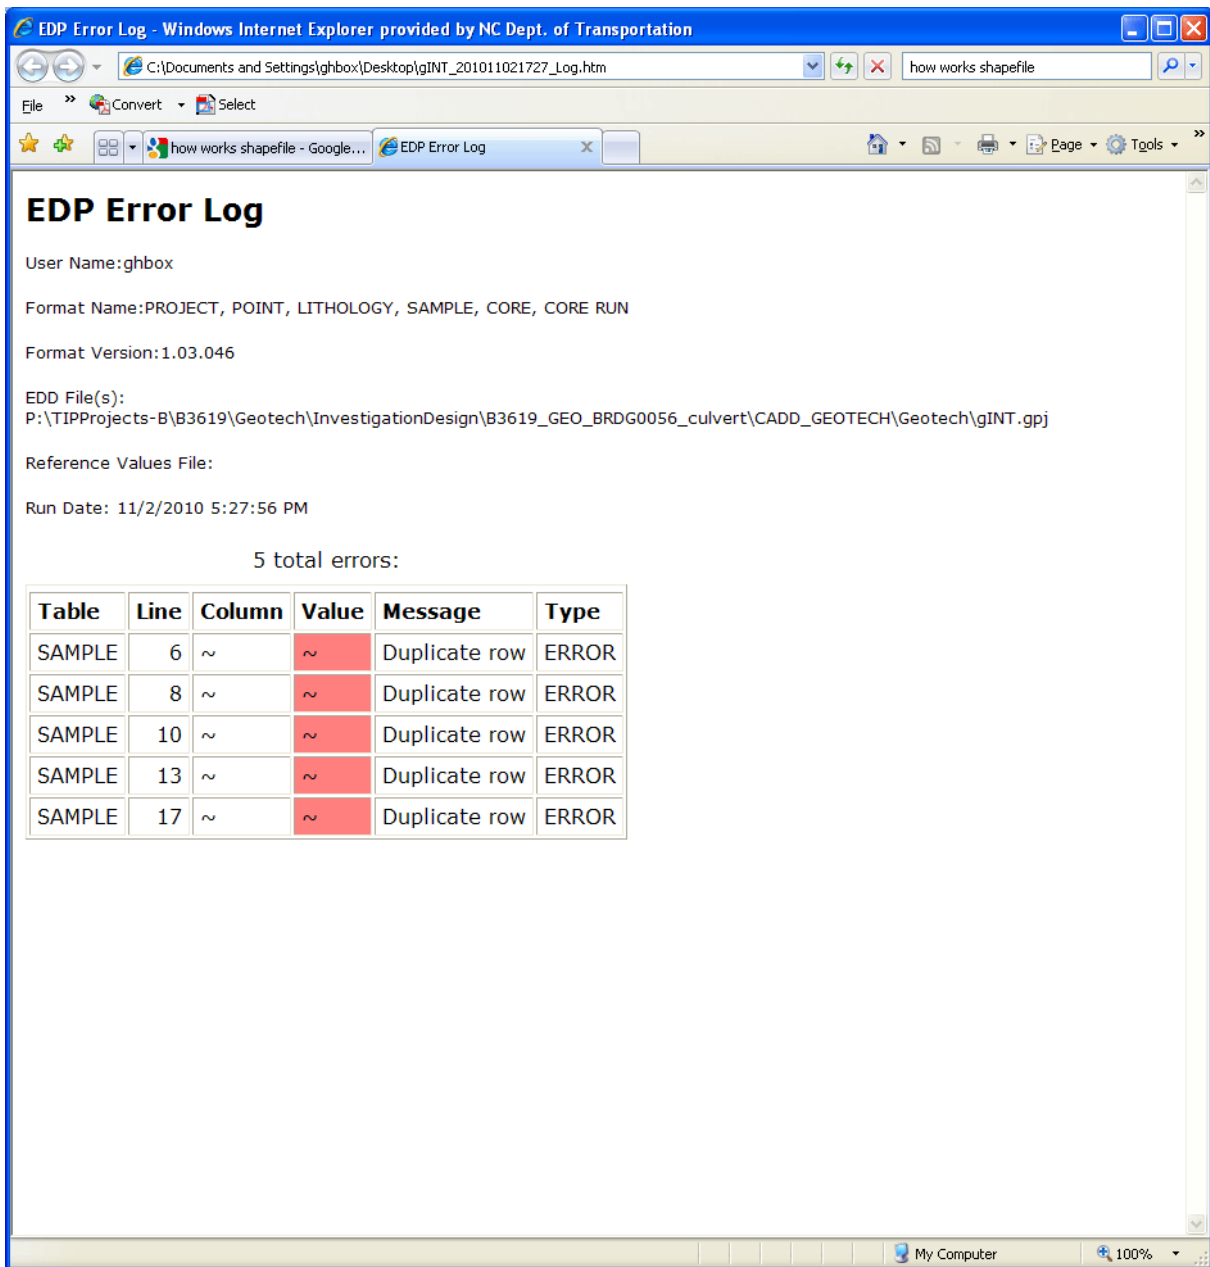 EDP Error Log - Windows Internet Explorer provided by NC Dept. of Transportation
C:\Documents and Settings\ghbox\Desktop\gINT_201011021727_Log.htm how works shapefile
File » Convert Select
how works shapefile - Google... EDP Error Log x Page Tools »
EDP Error Log
User Name:ghbox
Format Name:PROJECT, POINT, LITHOLOGY, SAMPLE, CORE, CORE RUN
Format Version:1.03.046
EDD File(s):
P:\TIPProjects-B\B3619\Geotech\InvestigationDesign\B3619_GEO_BRDG0056_culvert\CADD_GEOTECH\Geotech\gINT.gpj
Reference Values File:
Run Date: 11/2/2010 5:27:56 PM
5 total errors:
Table Line Column Value Message Type
SAMPLE 6 ~ ~ Duplicate row ERROR
SAMPLE 8 ~ ~ Duplicate row ERROR
SAMPLE 10 ~ ~ Duplicate row ERROR
SAMPLE 13 ~ ~ Duplicate row ERROR
SAMPLE 17 ~ ~ Duplicate row ERROR
My Computer 100%